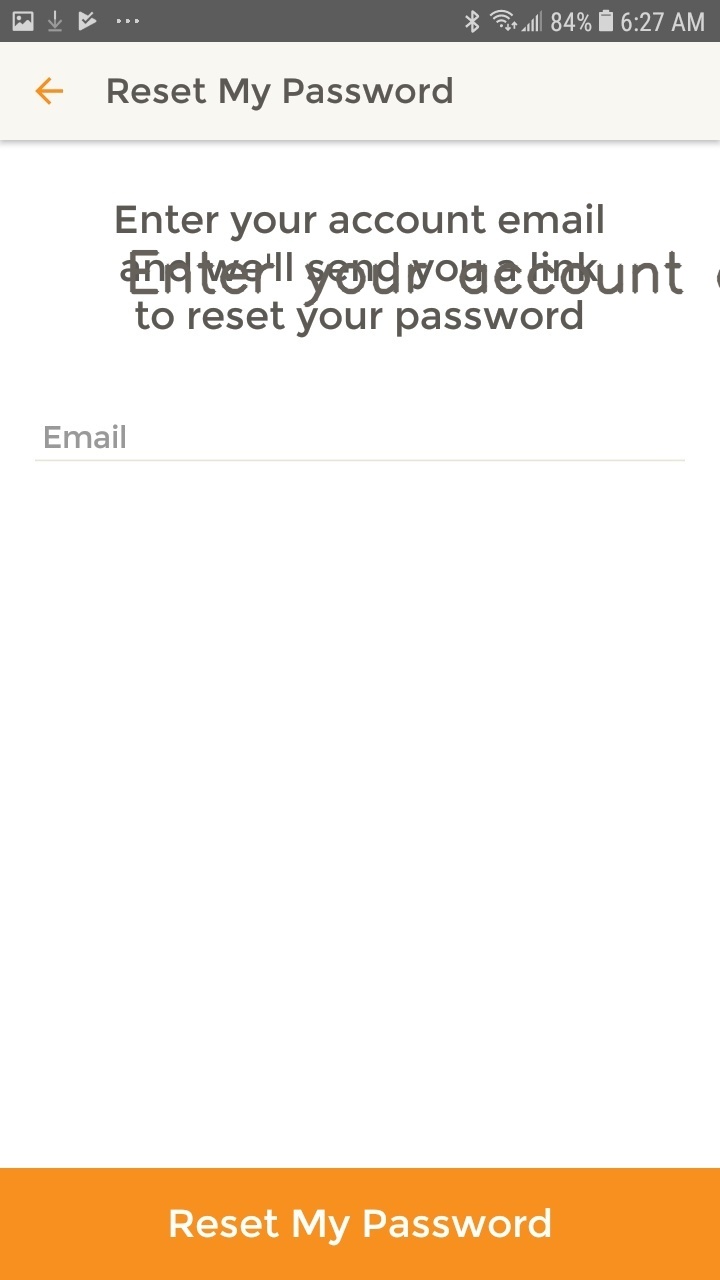 84% 6:27 AM
Reset My Password
Enter your account email
and we'll send you a link
Enter your account
to reset your password
Email
Reset My Password